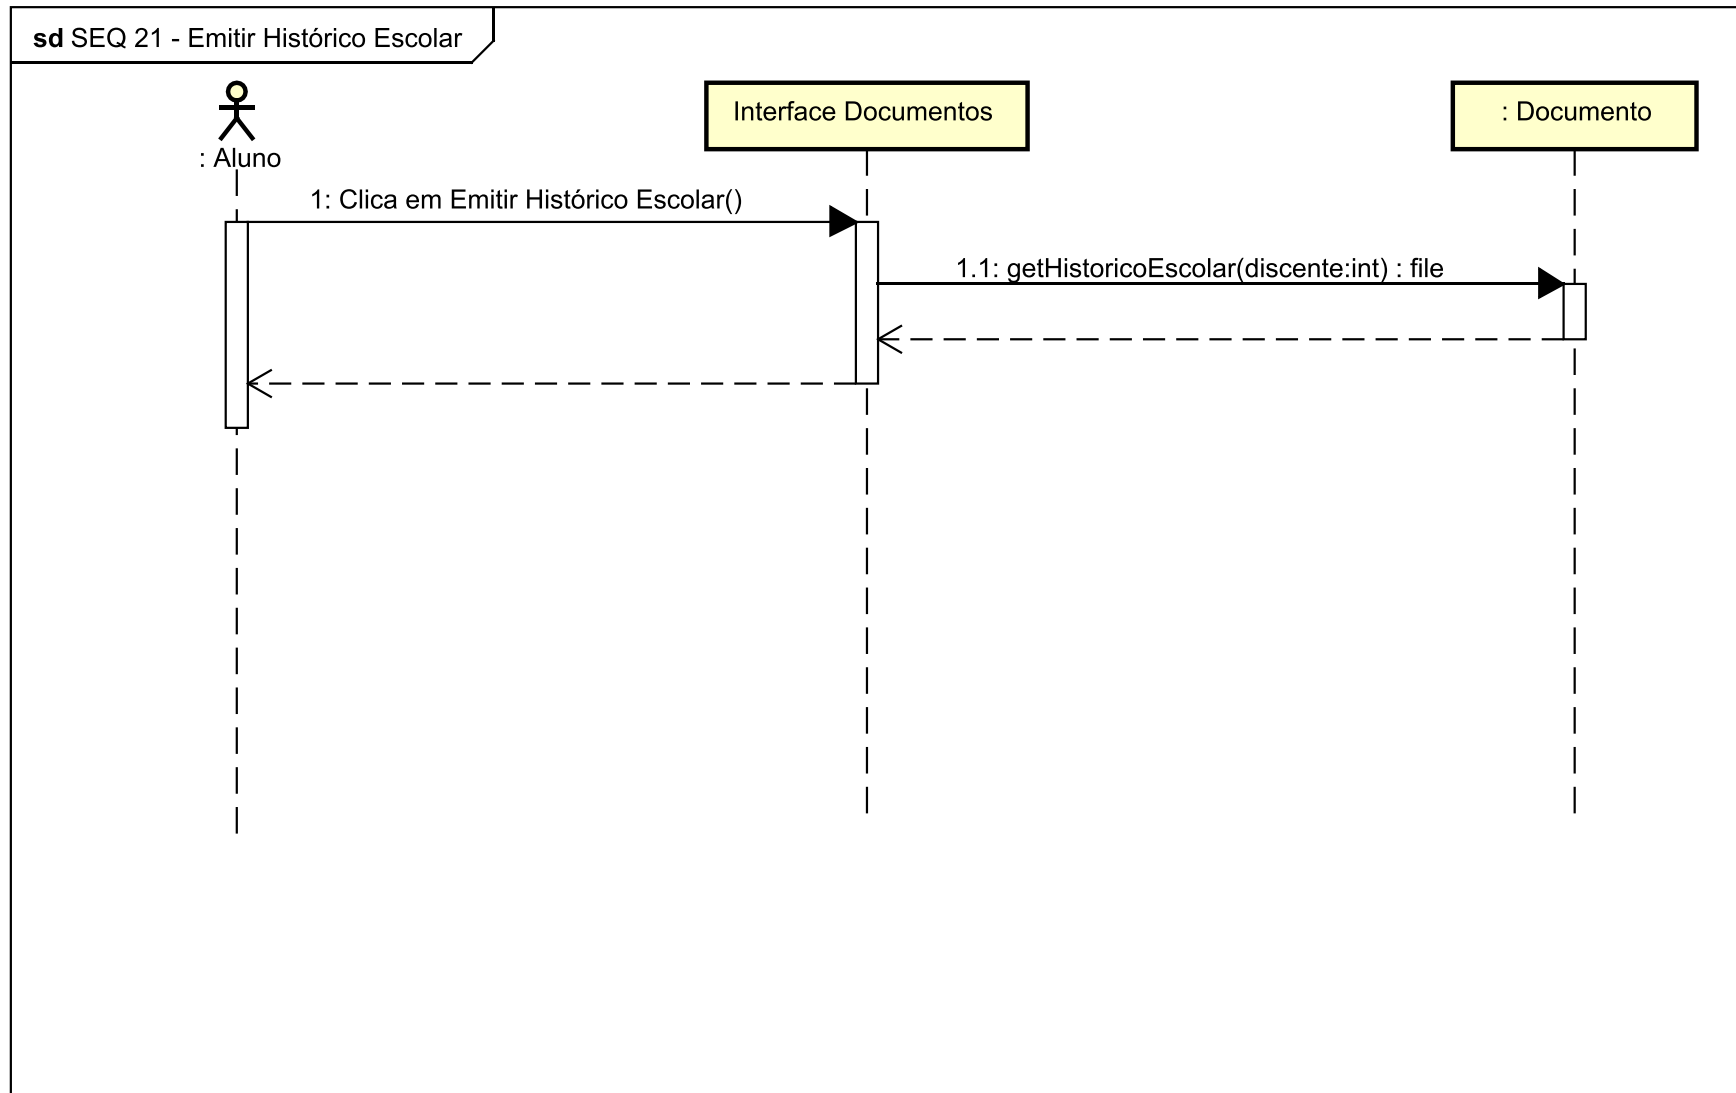 sd SEQ 21 - Emitir Histórico Escolar
: Aluno
Interface Documentos
: Documento
1: Clica em Emitir Histórico Escolar()
1.1: getHistoricoEscolar(discente:int) : file